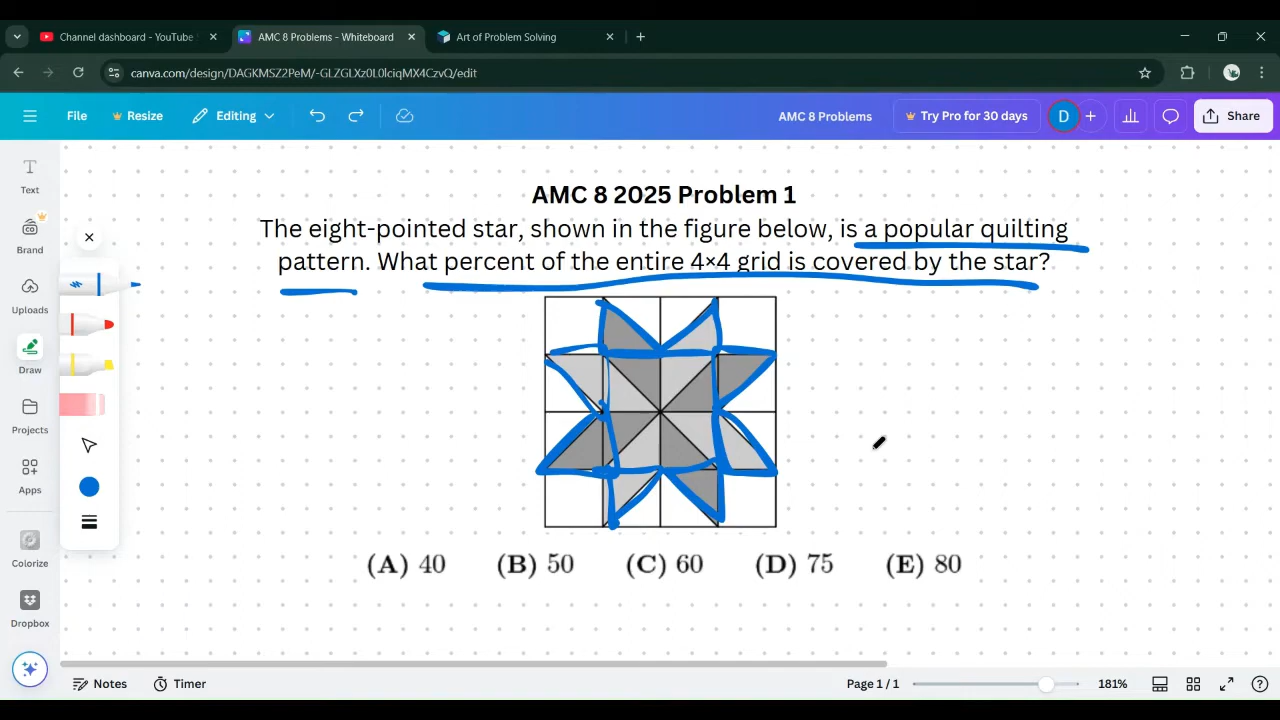 Channel dashboard - YouTube
AMC 8 Problems - Whiteboard
Art of Problem Solving
canva.com/design/DAGKMSZ2PeM/-GLZGLXz0L0lciqMX4CzvQ/edit
File
Resize
Editing
AMC 8 Problems
Try Pro for 30 days
D
Share
Text
Brand
Uploads
Draw
Projects
Apps
Colorize
Dropbox
AMC 8 2025 Problem 1
The eight-pointed star, shown in the figure below, is a popular quilting
pattern. What percent of the entire 4×4 grid is covered by the star?
(A) 40 (B) 50 (C) 60 (D) 75 (E) 80
Notes
Timer
Page 1 / 1
181%